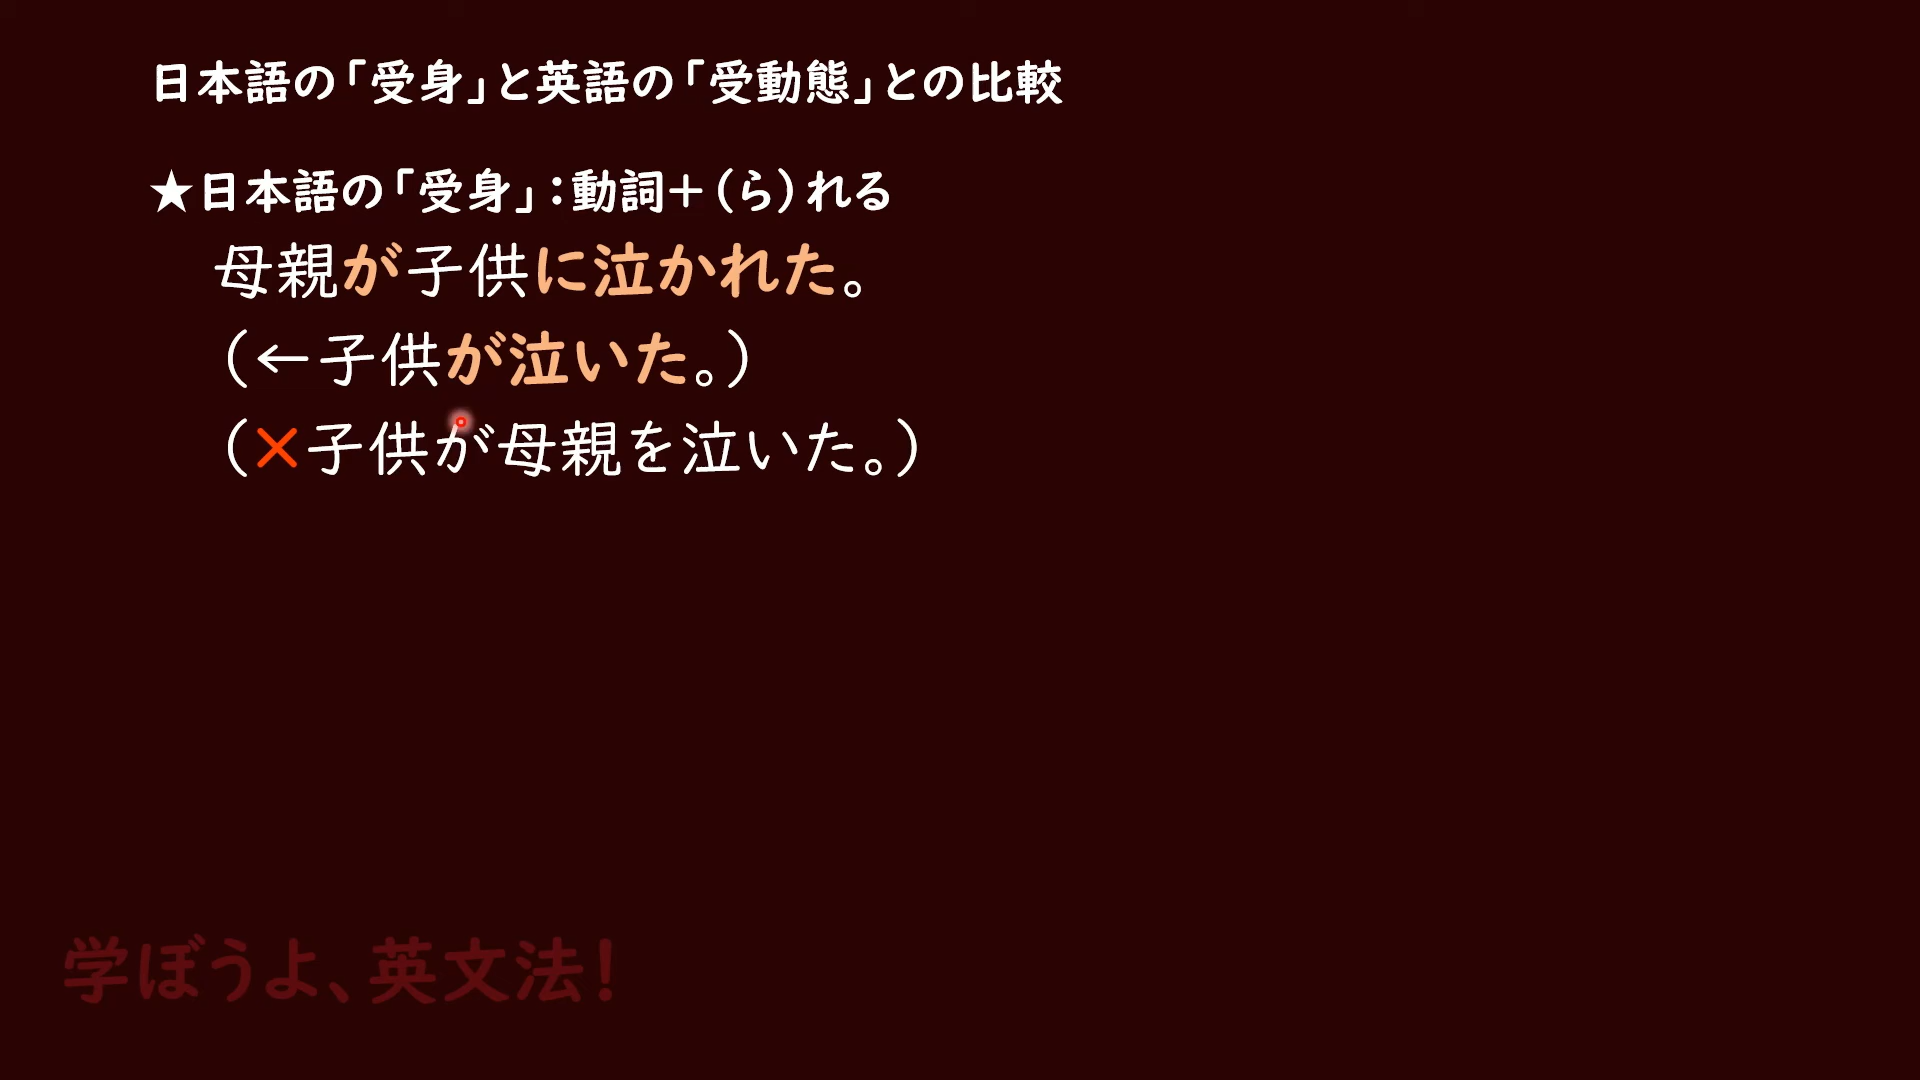 日本語の「受身」と英語の「受動態」との比較
★日本語の「受身」：動詞＋（ら）れる
母親が子供に泣かれた。
（←子供が泣いた。）
（×子供が母親を泣いた。）
学ぼうよ、英文法！